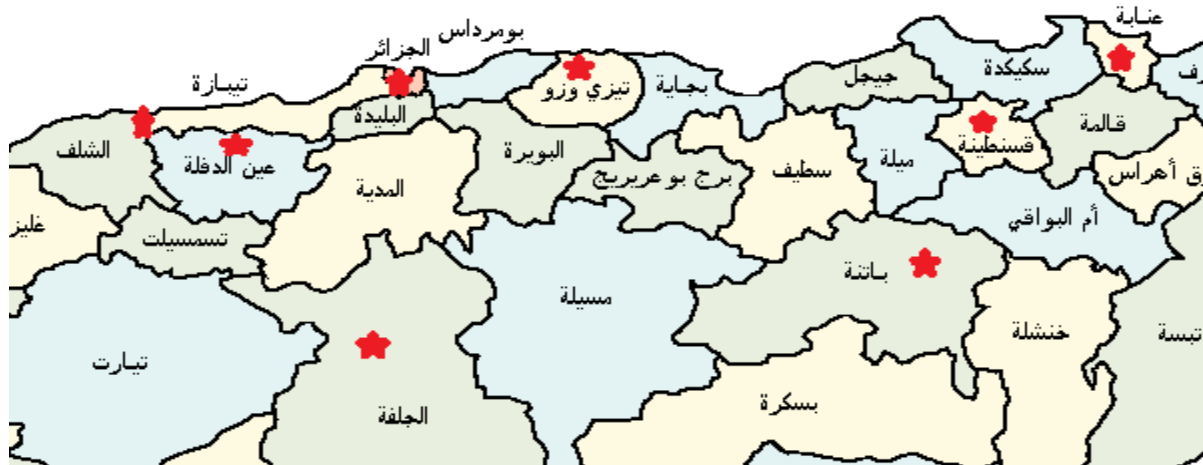 عنابة
بومرداس
الجزائر
سكيكدة
جيجل
بجاية
تيزي وزو
تيبازة
البليدة
قالمة
قسنطينة
ميلة
سطيف
البويرة
عين الدفلة
الشلف
برج بوعريريج
المدية
أم البواقي
تسمسيلت
باتنة
مسيلة
خنشلة
تبسة
تيارت
بسكرة
الجلفة